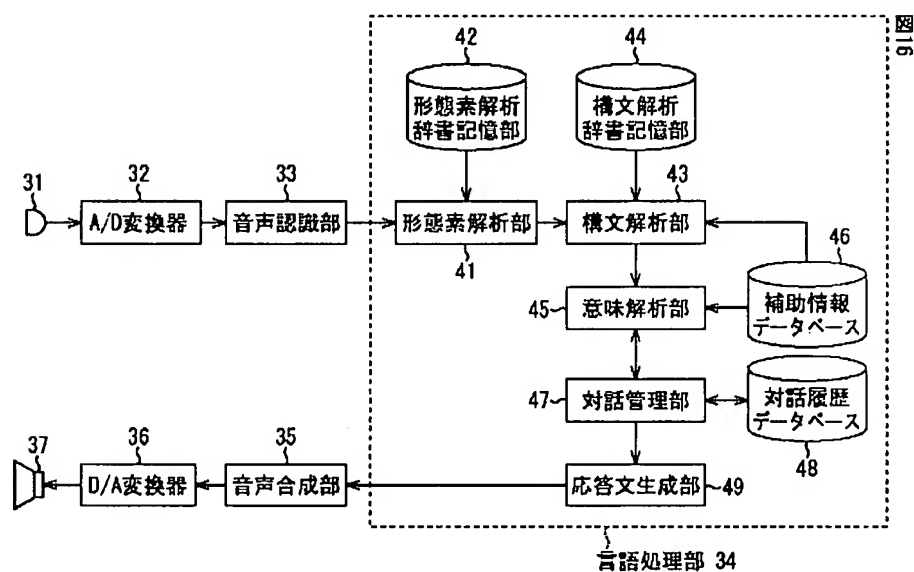 図16
42
44
形態素解析
辞書記憶部
構文解析
辞書記憶部
31
32
33
43
A/D変換器
音声認識部
形態素解析部
構文解析部
41
46
45
意味解析部
補助情報
データベース
47
対話管理部
対話履歴
データベース
48
37
36
35
D/A変換器
音声合成部
応答文生成部
49
言語処理部 34